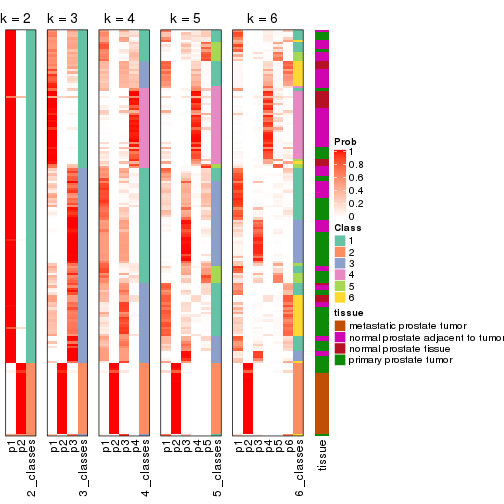 k = 2 k = 3 k = 4 k = 5 k = 6
Prob
1
0.8
0.6
0.4
0.2
0
Class
1
2
3
4
5
6
tissue
metastatic prostate tumor
normal prostate adjacent to tumor
normal prostate tissue
primary prostate tumor
p1 p2 2_classes p1 p2 p3 3_classes p1 p2 p3 p4 4_classes p1 p2 p3 p4 p5 5_classes p1 p2 p3 p4 p5 p6 6_classes tissue